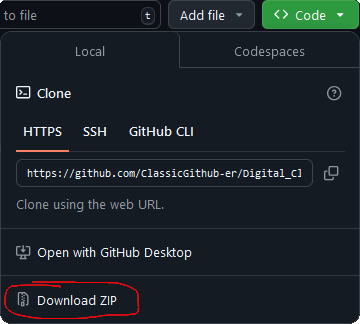 to file
t
Add file
<> Code
Local
Codespaces
Clone
HTTPS
SSH
GitHub CLI
https://github.com/ClassicGithub-er/Digital_Cl
Clone using the web URL.
Open with GitHub Desktop
Download ZIP